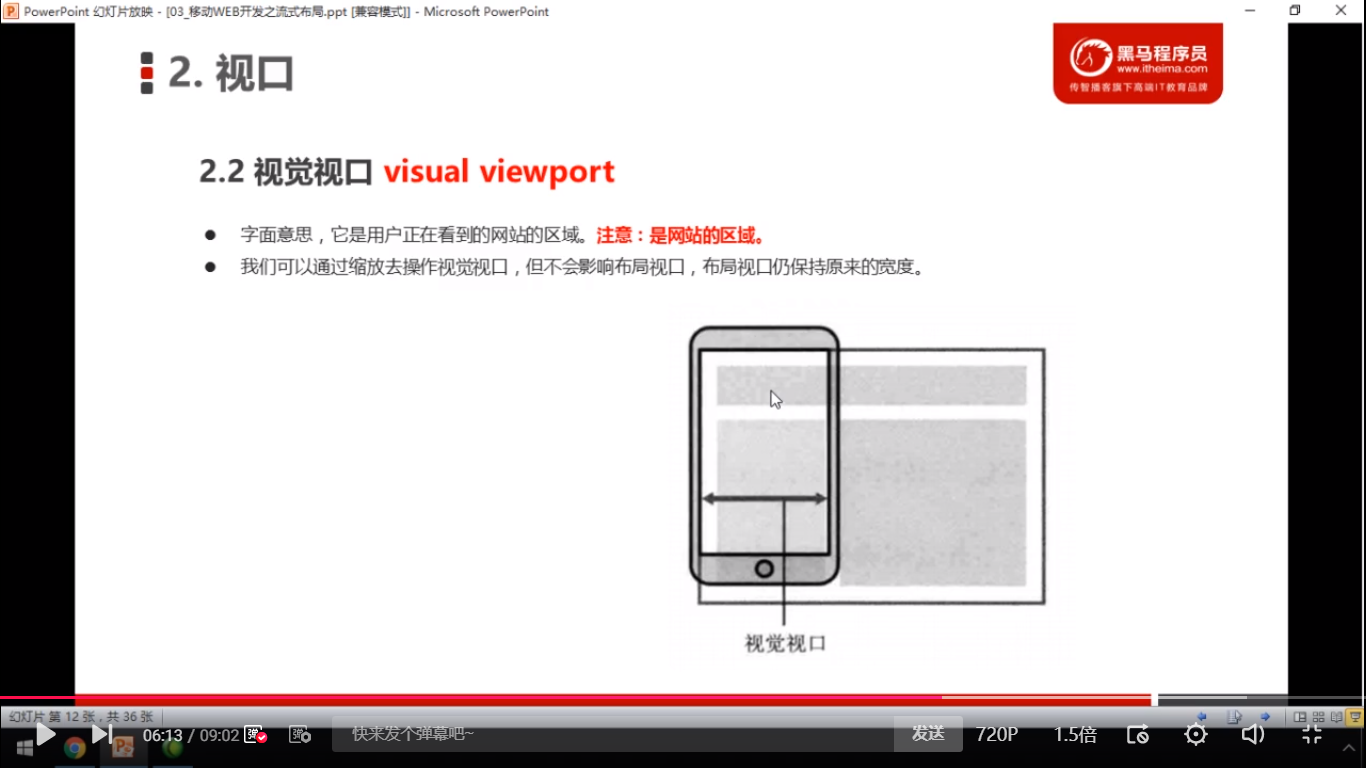 PowerPoint 幻灯片放映 - [03_移动WEB开发之流式布局.ppt [兼容模式]] - Microsoft PowerPoint
2. 视口
黑马程序员
www.itheima.com
传智播客旗下高端IT教育品牌
2.2 视觉视口 visual viewport
字面意思，它是用户正在看到的网站的区域。注意：是网站的区域。
我们可以通过缩放去操作视觉视口，但不会影响布局视口，布局视口仍保持原来的宽度。
视觉视口
幻灯片 第 12 张，共 36 张
06:13 / 09:02
弹
弹
快来发个弹幕吧~
发送
720P
1.5倍